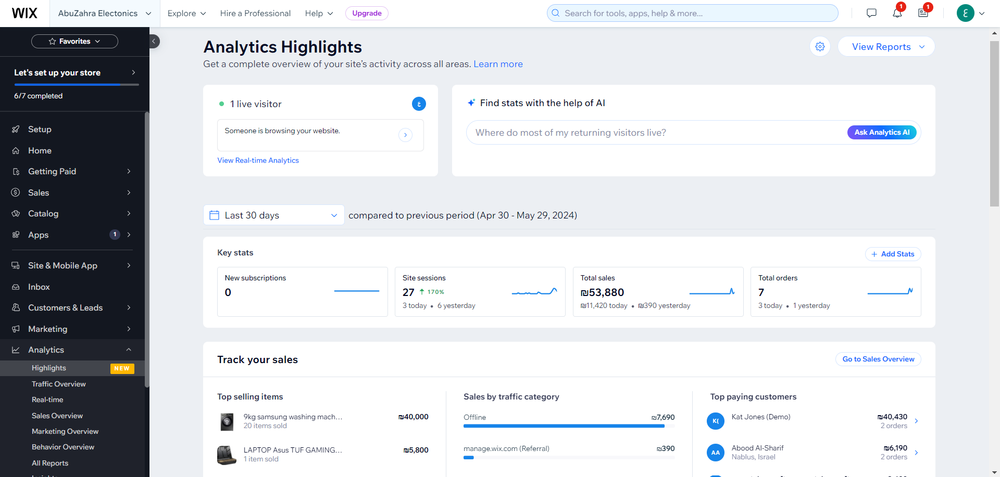 WIX
AbuZahra Electonics
Explore
Hire a Professional
Help
Upgrade
Search for tools, apps, help & more...
1
1
ع
Favorites
Let's set up your store
6/7 completed
Setup
Home
Getting Paid
Sales
Catalog
Apps
1
Site & Mobile App
Inbox
Customers & Leads
Marketing
Analytics
Highlights
NEW
Traffic Overview
Real-time
Sales Overview
Marketing Overview
Behavior Overview
All Reports
Analytics Highlights
Get a complete overview of your site's activity across all areas. Learn more
View Reports
1 live visitor
ع
Someone is browsing your website.
View Real-time Analytics
Find stats with the help of AI
Where do most of my returning visitors live?
Ask Analytics AI
Last 30 days
compared to previous period (Apr 30 - May 29, 2024)
Key stats
+ Add Stats
New subscriptions
0
Site sessions
27 ↑ 170%
3 today • 6 yesterday
Total sales
₪53,880
₪11,420 today • ₪390 yesterday
Total orders
7
3 today • 1 yesterday
Track your sales
Go to Sales Overview
Top selling items
9kg samsung washing mach...
₪40,000
20 items sold
LAPTOP Asus TUF GAMING...
₪5,800
1 item sold
Sales by traffic category
Offline
₪7,690
manage.wix.com (Referral)
₪390
Top paying customers
K(
Kat Jones (Demo)
₪40,430
2 orders
AA
Abood Al-Sharif
₪6,190
Nablus, Israel
2 orders